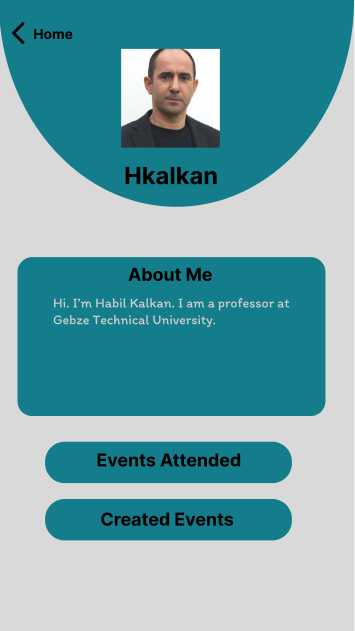 Home
Hkalkan
About Me
Hi. I'm Habil Kalkan. I am a professor at
Gebze Technical University.
Events Attended
Created Events